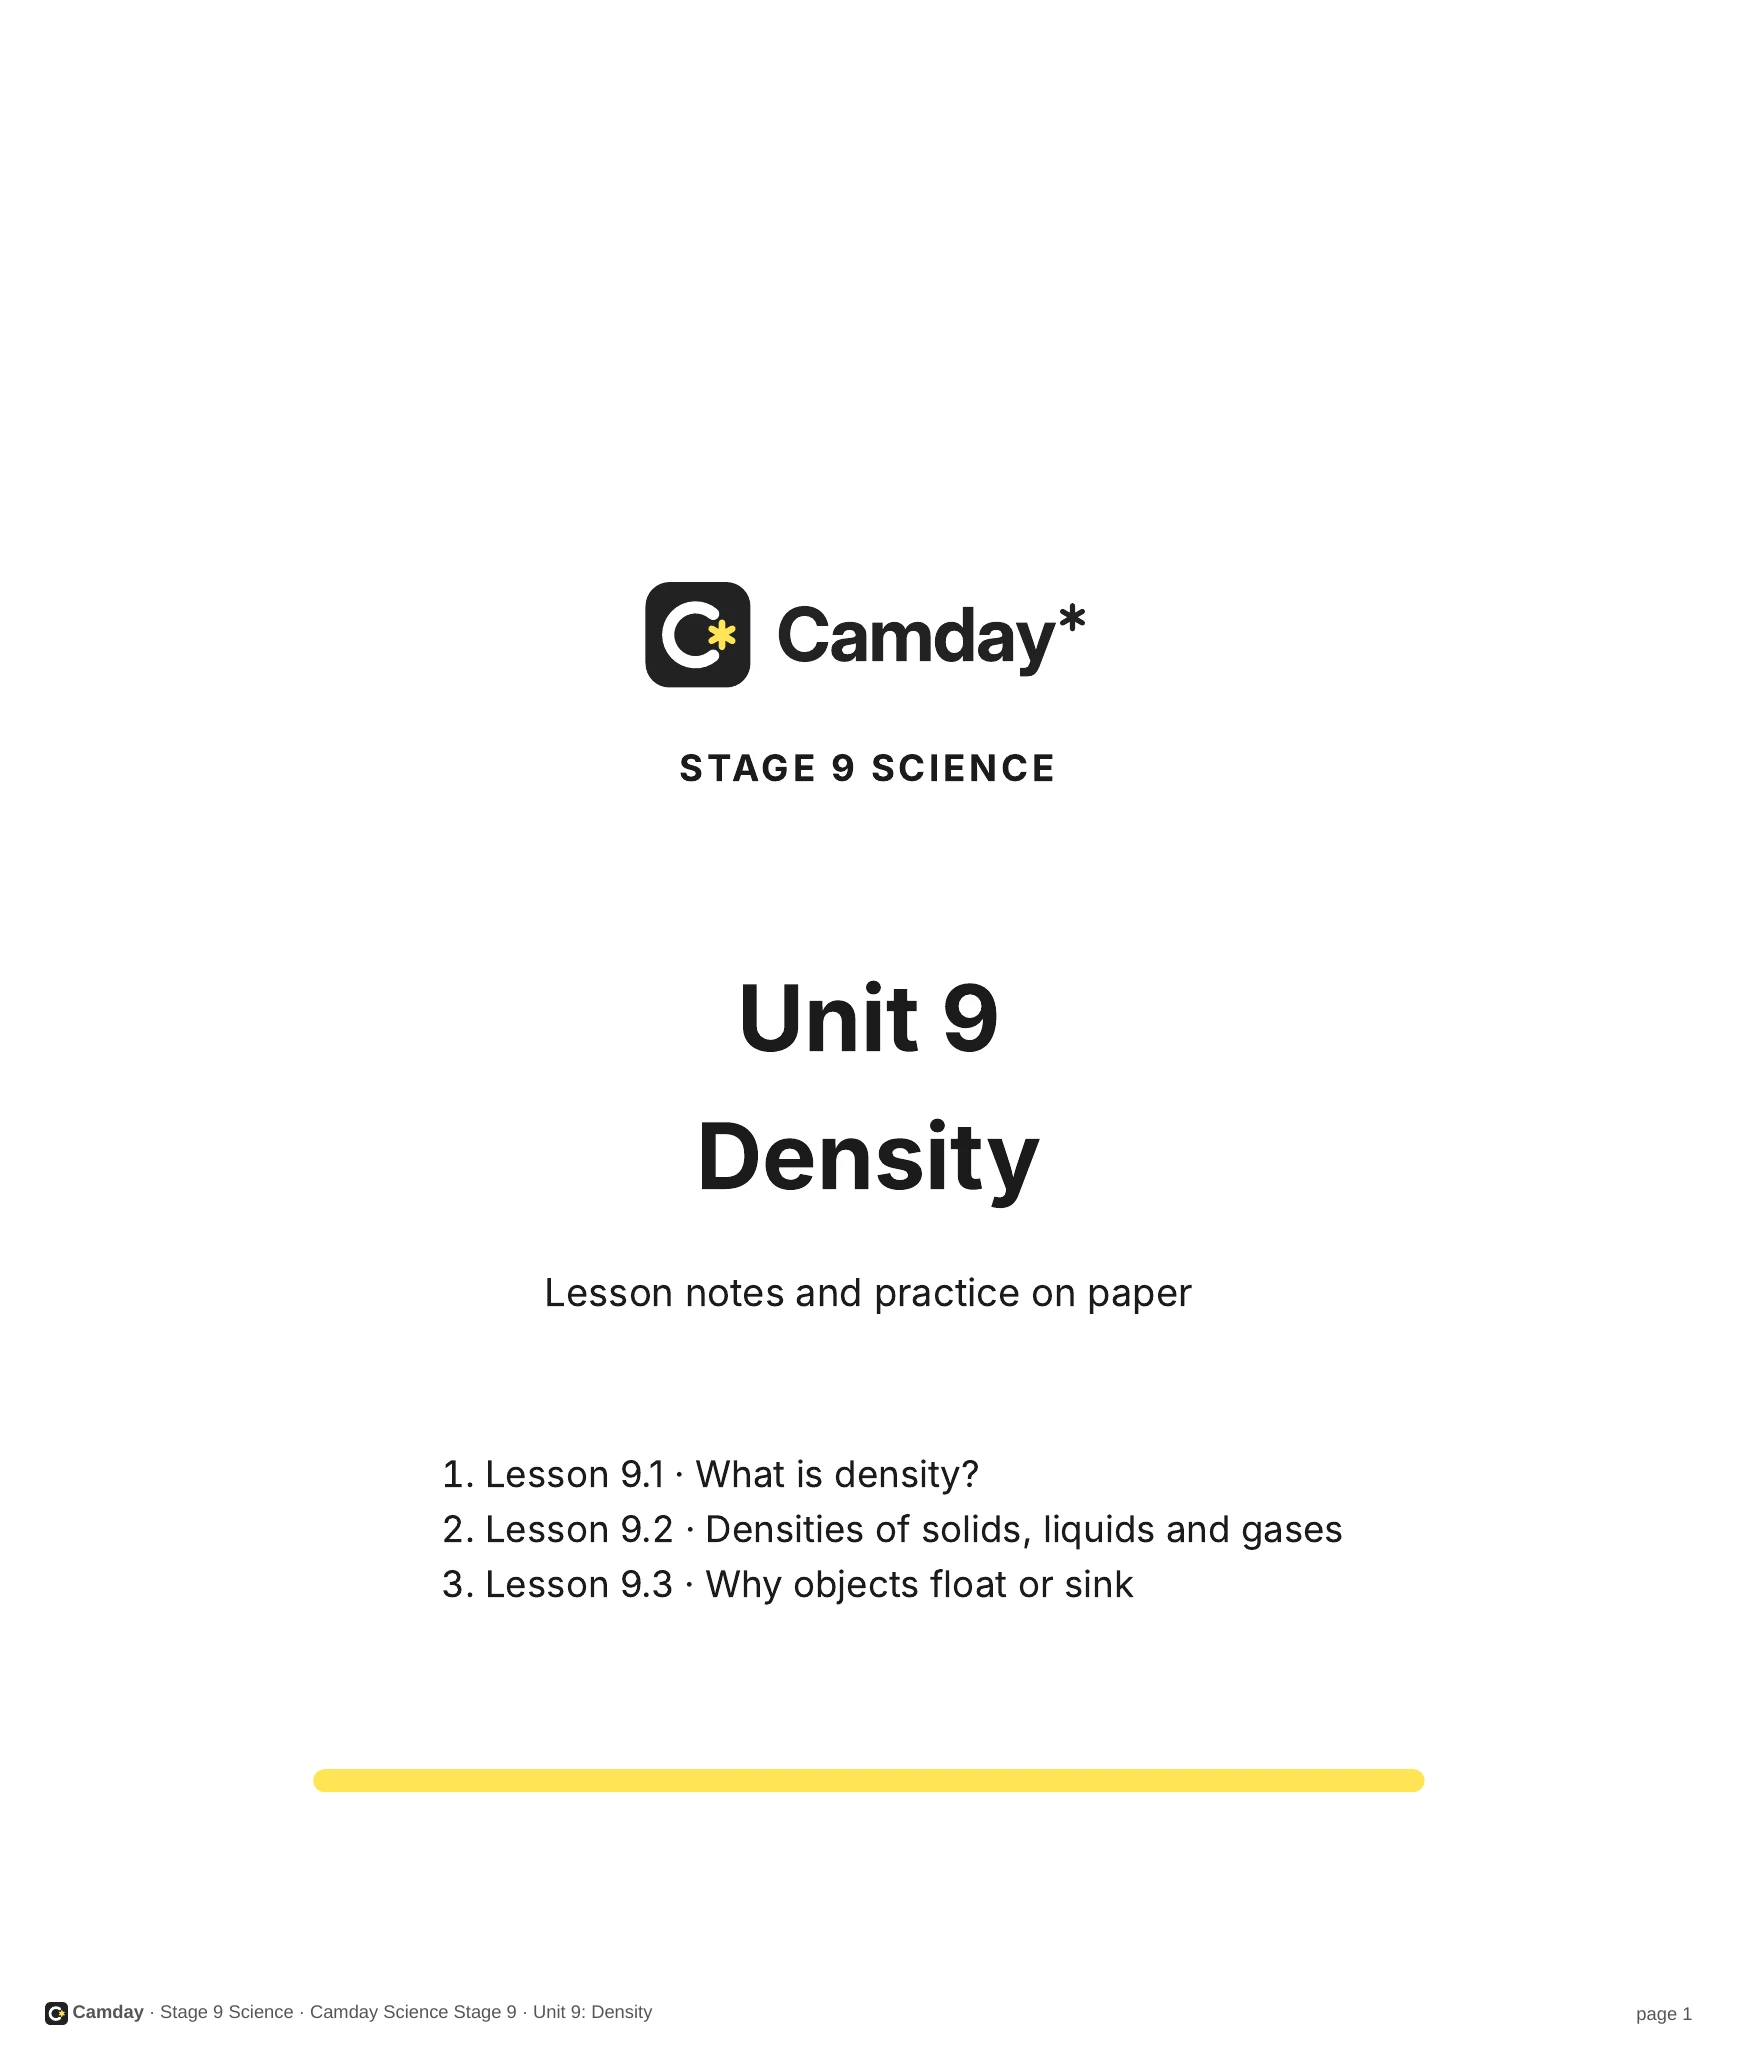 Camday*
STAGE 9 SCIENCE
Unit 9
Density
Lesson notes and practice on paper
1. Lesson 9.1 · What is density?
2. Lesson 9.2 · Densities of solids, liquids and gases
3. Lesson 9.3 · Why objects float or sink
Camday · Stage 9 Science · Camday Science Stage 9 · Unit 9: Density
page 1